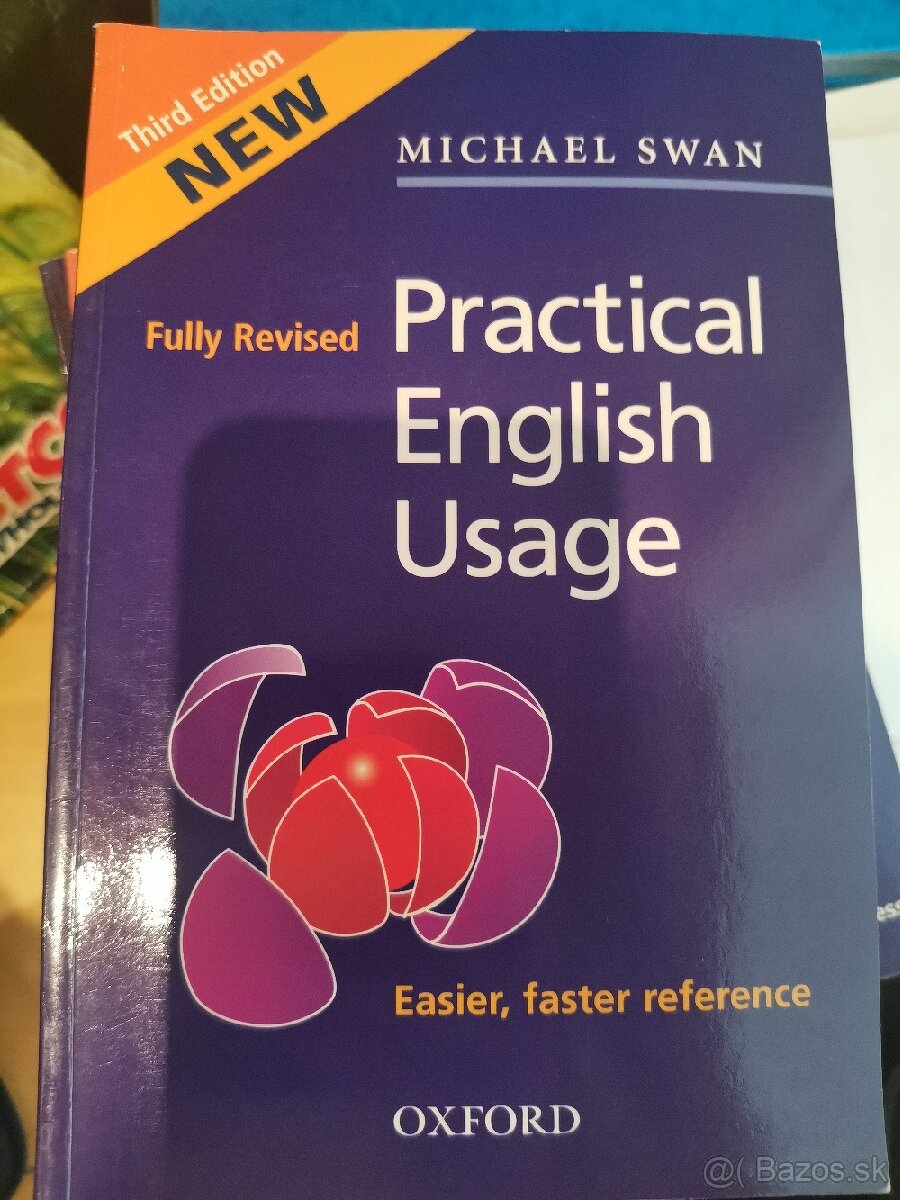 Third Edition
NEW
MICHAEL SWAN
Fully Revised
Practical
English
Usage
Easier, faster reference
OXFORD
@( Bazos.sk